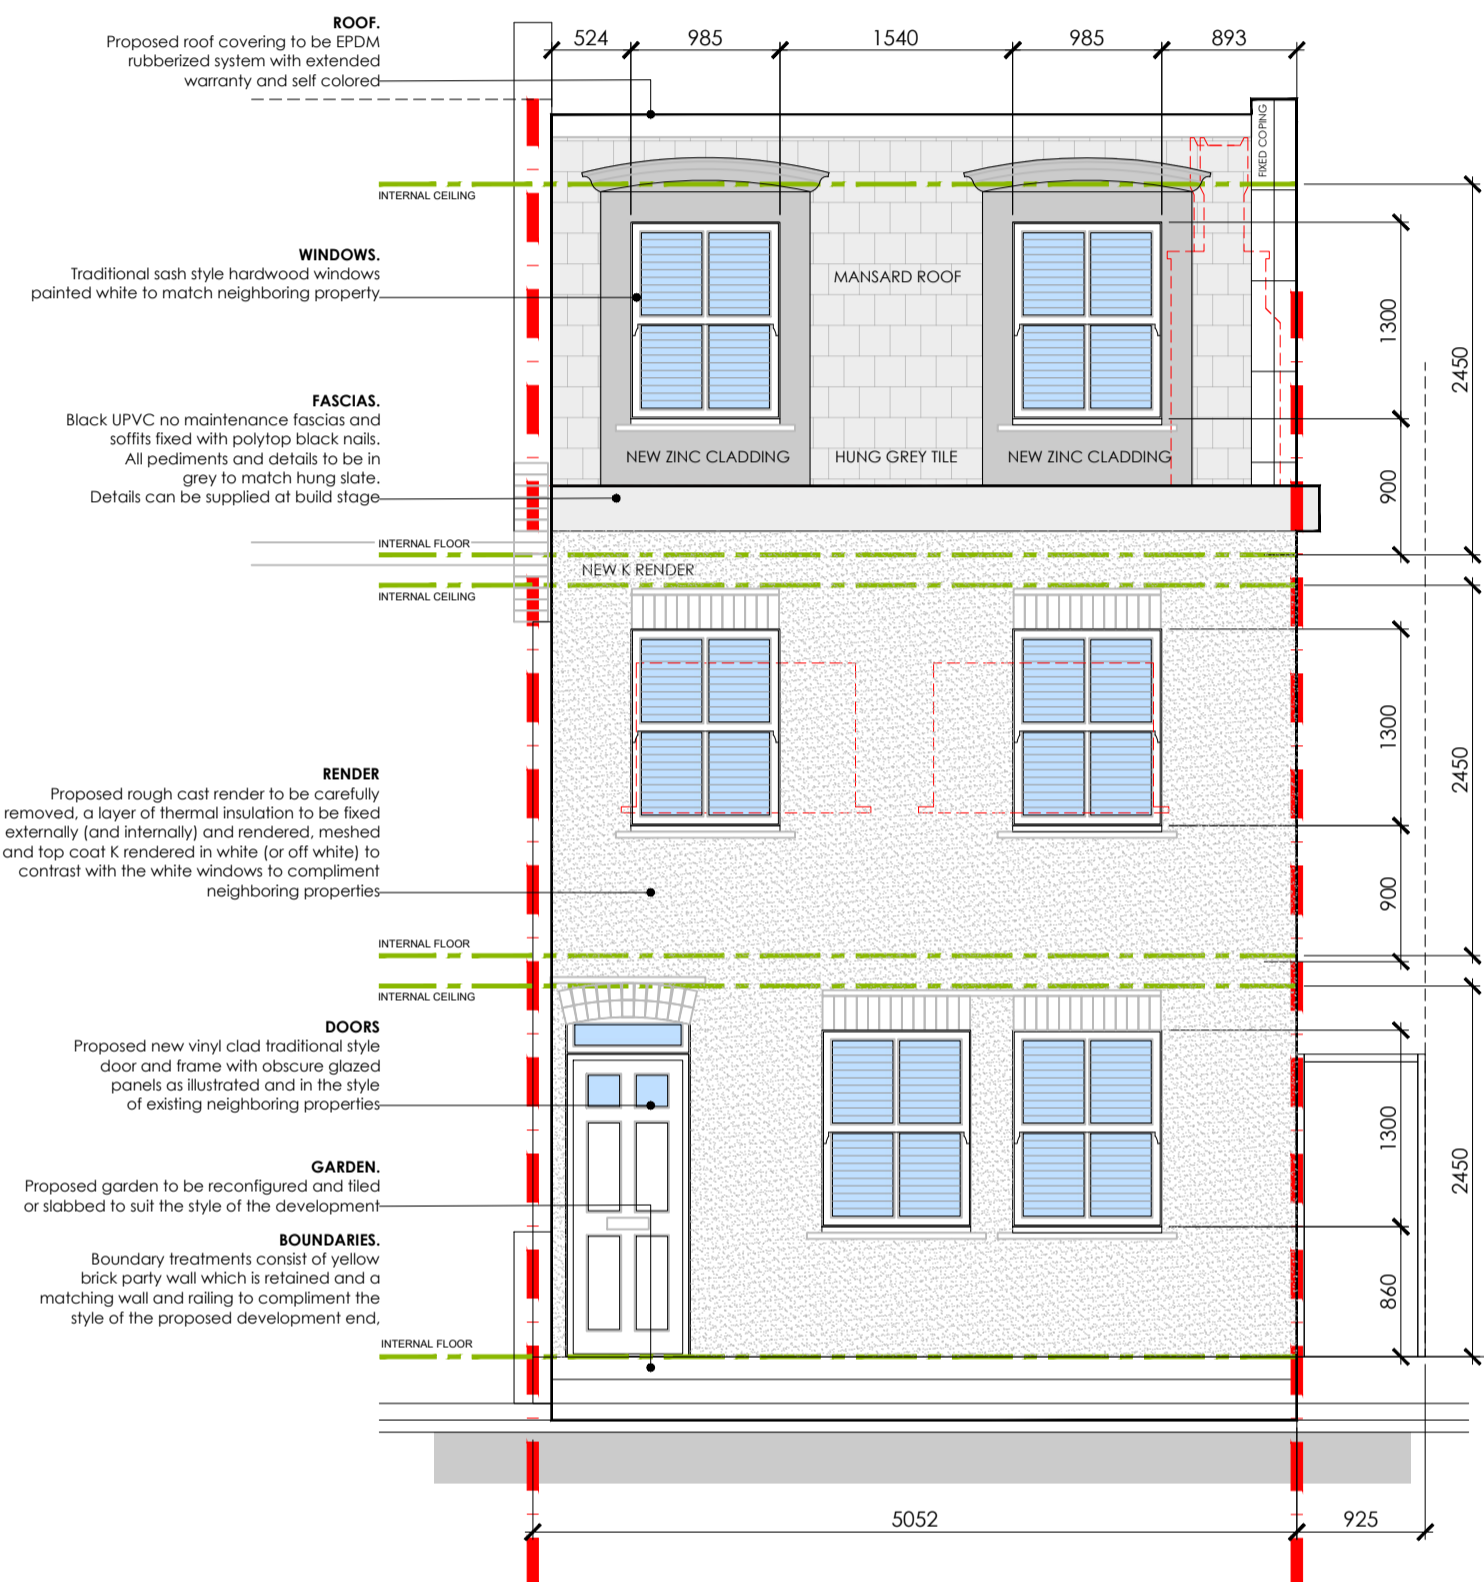 ROOF.
Proposed roof covering to be EPDM
rubberized system with extended
warranty and self colored
524
985
1540
985
893
FIXED COPING
INTERNAL CEILING
WINDOWS.
Traditional sash style hardwood windows
painted white to match neighboring property
MANSARD ROOF
1300
2450
FASCIAS.
Black UPVC no maintenance fascias and
soffits fixed with polytop black nails.
All pediments and details to be in
grey to match hung slate.
Details can be supplied at build stage
NEW ZINC CLADDING
HUNG GREY TILE
NEW ZINC CLADDING
900
INTERNAL FLOOR
NEW K RENDER
INTERNAL CEILING
1300
2450
RENDER
Proposed rough cast render to be carefully
removed, a layer of thermal insulation to be fixed
externally (and internally) and rendered, meshed
and top coat K rendered in white (or off white) to
contrast with the white windows to compliment
neighboring properties
900
INTERNAL FLOOR
INTERNAL CEILING
DOORS
Proposed new vinyl clad traditional style
door and frame with obscure glazed
panels as illustrated and in the style
of existing neighboring properties
1300
2450
GARDEN.
Proposed garden to be reconfigured and tiled
or slabbed to suit the style of the development
BOUNDARIES.
Boundary treatments consist of yellow
brick party wall which is retained and a
matching wall and railing to compliment the
style of the proposed development end,
860
INTERNAL FLOOR
5052
925